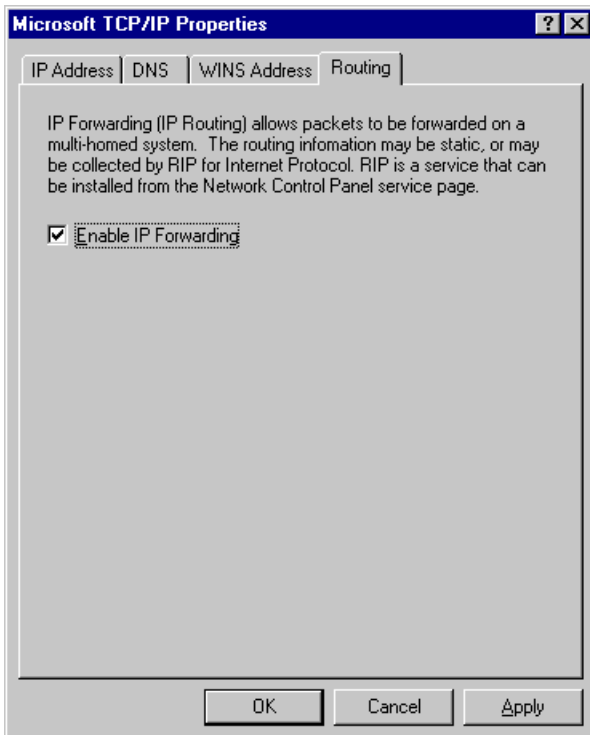 Microsoft TCP/IP Properties
? ×
IP Address DNS WINS Address Routing
IP Forwarding (IP Routing) allows packets to be forwarded on a
multi-homed system.  The routing infomation may be static, or may
be collected by RIP for Internet Protocol. RIP is a service that can
be installed from the Network Control Panel service page.
Enable IP Forwarding
OK Cancel Apply